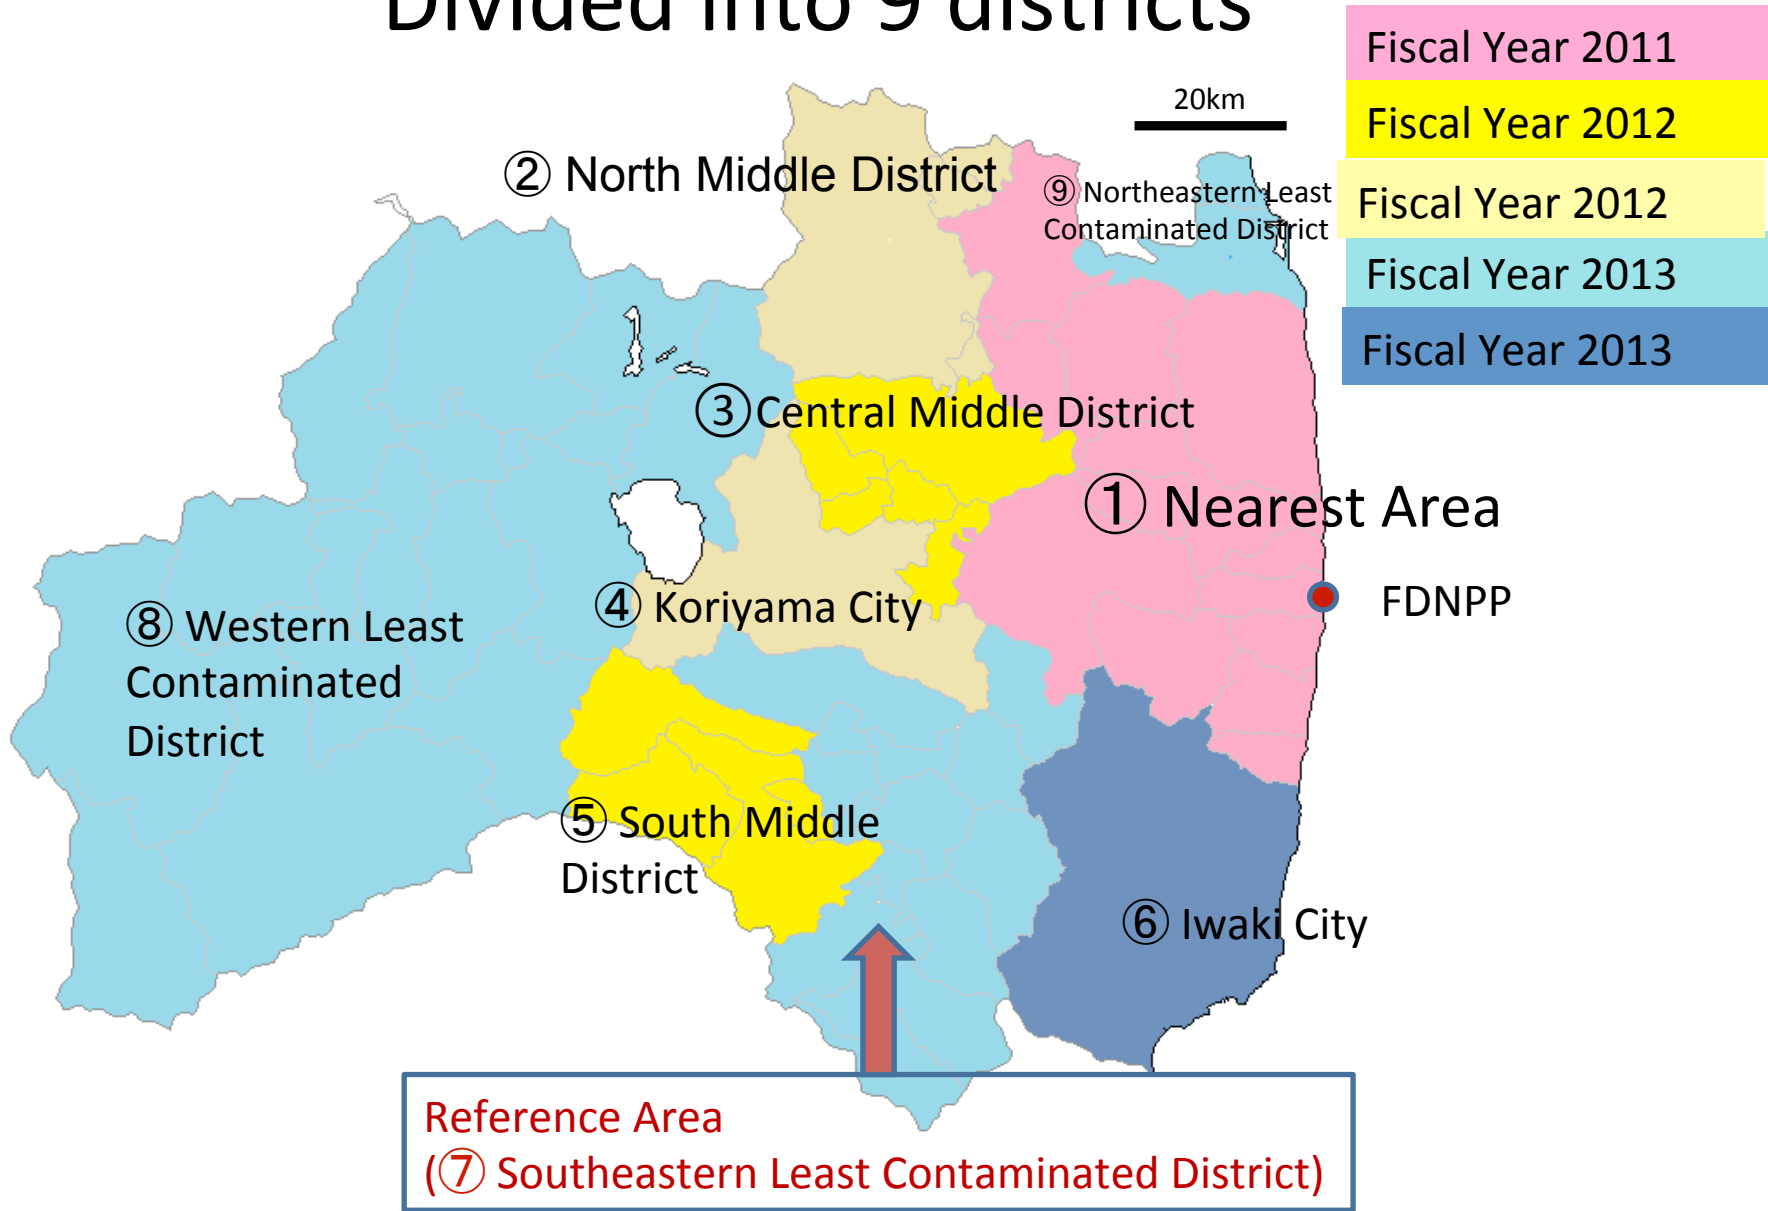 Divided into 9 districts
Fiscal Year 2011
Fiscal Year 2012
Fiscal Year 2012
Fiscal Year 2013
Fiscal Year 2013
20km
② North Middle District
⑨ Northeastern Least
Contaminated District
③Central Middle District
① Nearest Area
FDNPP
④ Koriyama City
⑧ Western Least
Contaminated
District
⑤ South Middle
District
⑥ Iwaki City
Reference Area
(⑦ Southeastern Least Contaminated District)